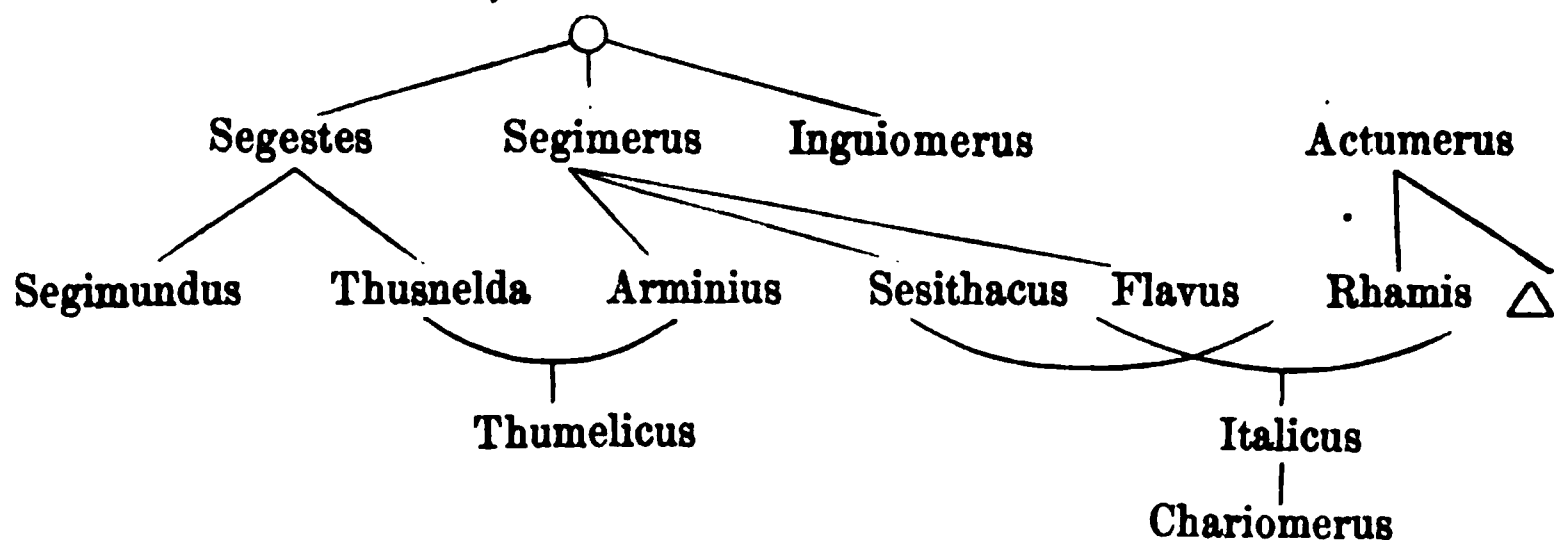 Segestes Segimerus Inguiomerus Actumerus
Segimundus Thusnelda Arminius Sesithacus Flavus Rhamis
Thumelicus Italicus
Chariomerus